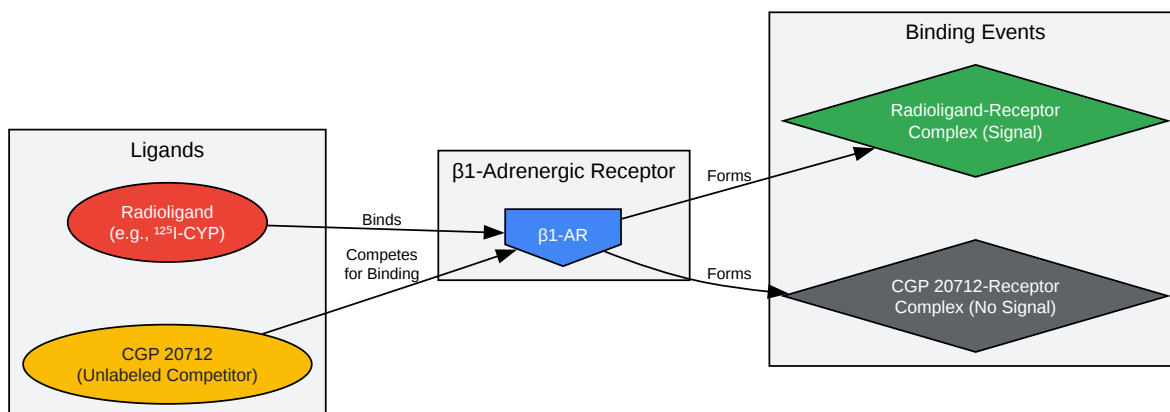 Ligands
Radioligand
(e.g., ¹²⁵I-CYP)
CGP 20712
(Unlabeled Competitor)
Binds
Competes
for Binding
β1-Adrenergic Receptor
β1-AR
Forms
Forms
Binding Events
Radioligand-Receptor
Complex (Signal)
CGP 20712-Receptor
Complex (No Signal)